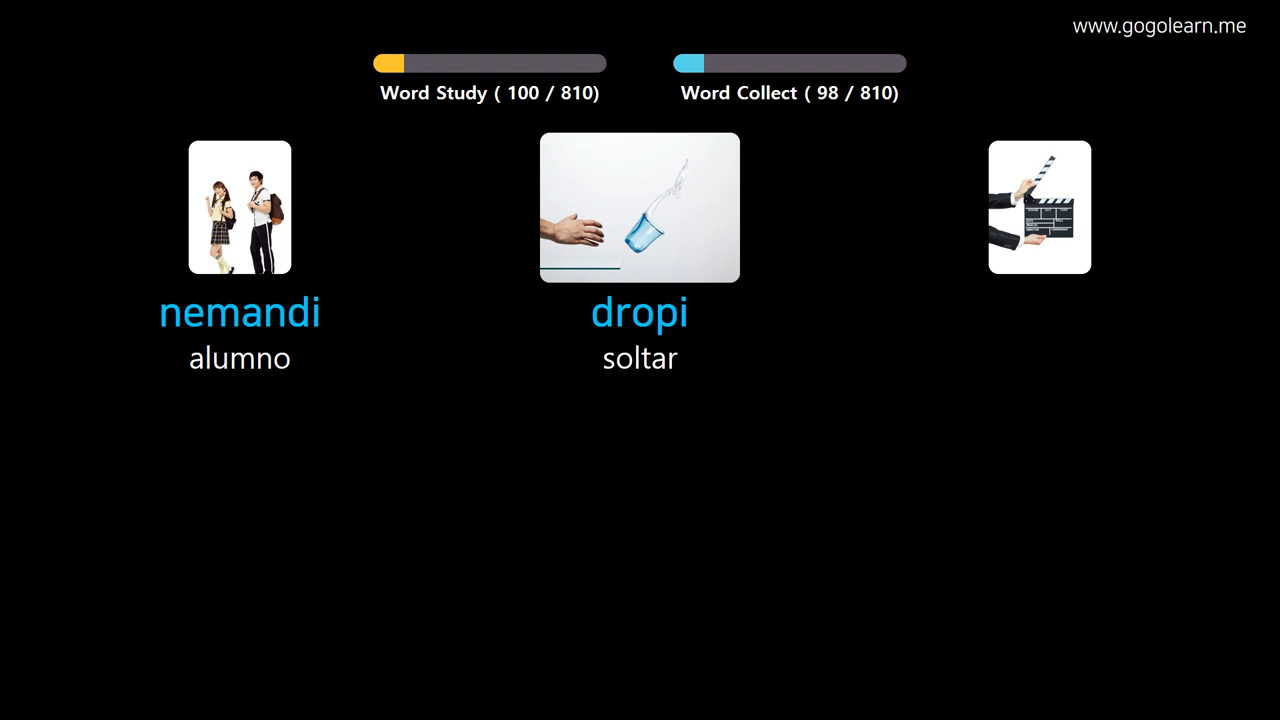 www.gogolearn.me
Word Study ( 100 / 810)
Word Collect ( 98 / 810)
nemandi
dropi
alumno
soltar